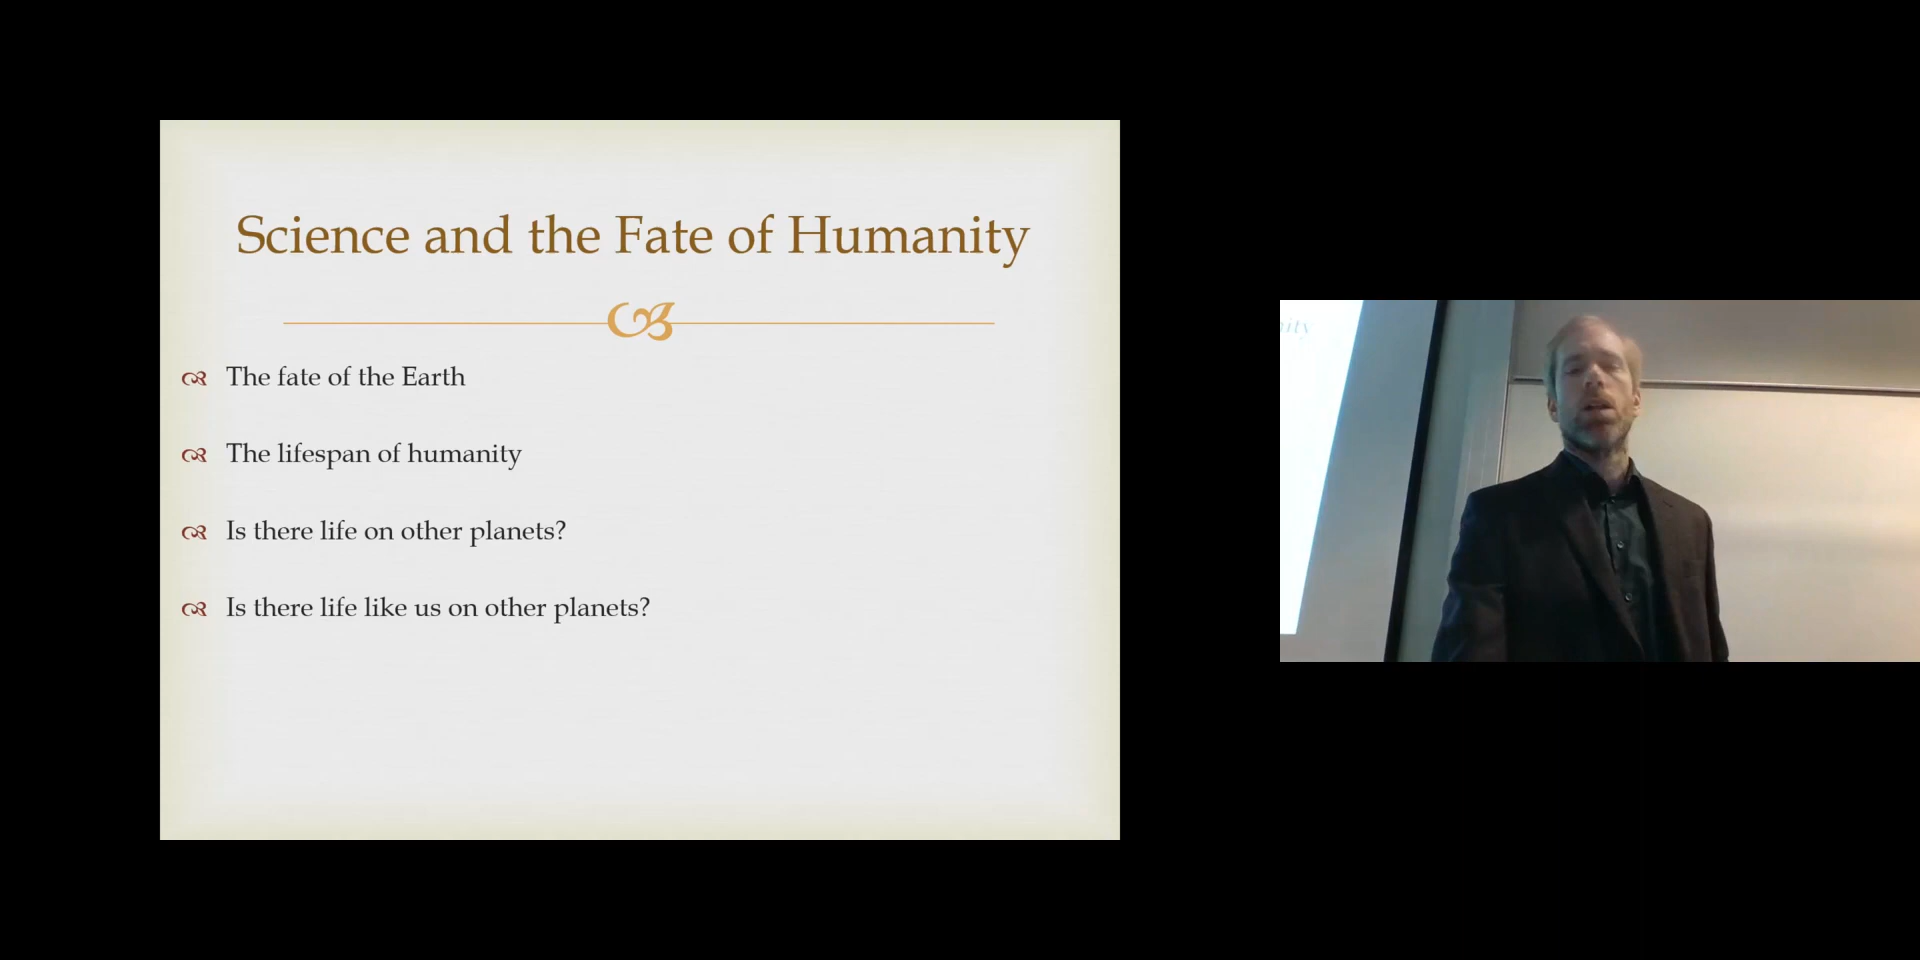 Science and the Fate of Humanity
The fate of the Earth
The lifespan of humanity
Is there life on other planets?
Is there life like us on other planets?